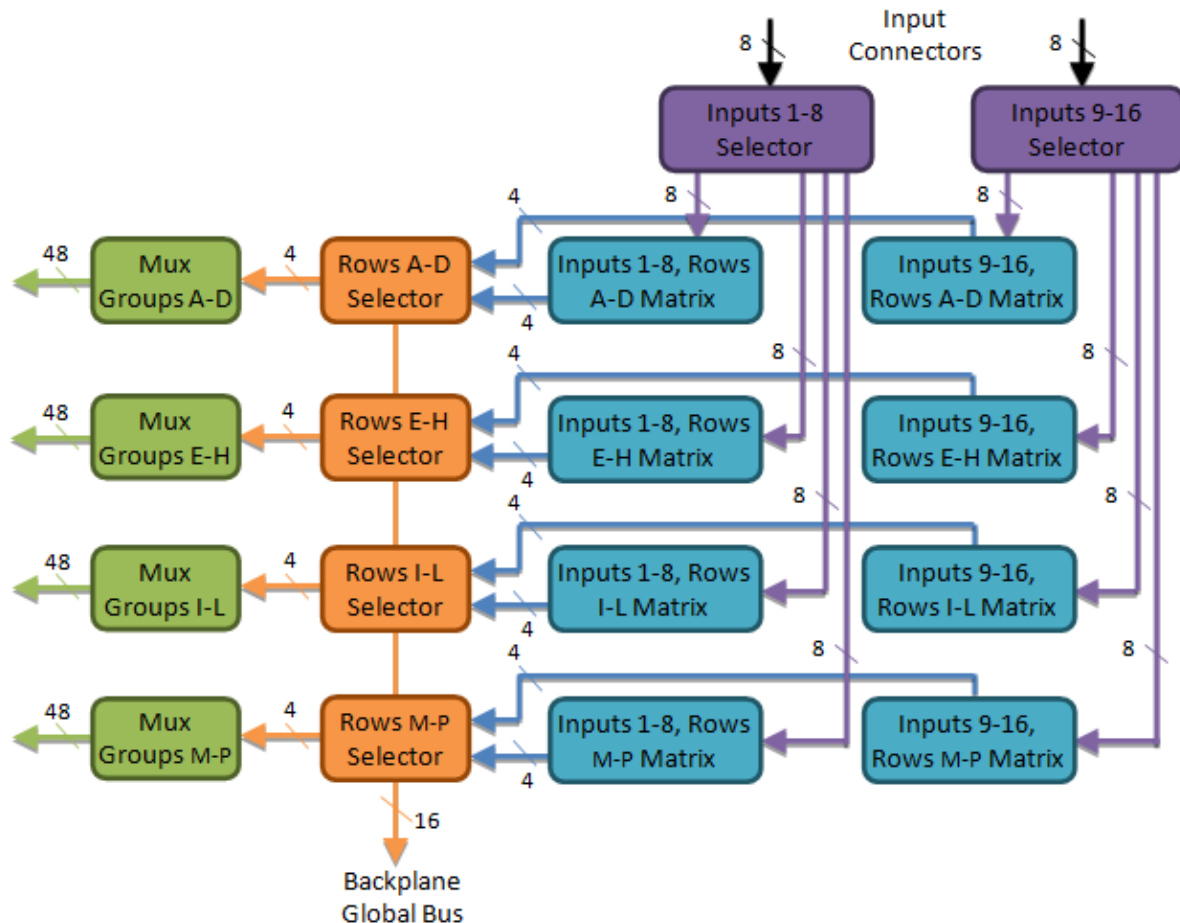 Input
Connectors
8
8
Inputs 1-8
Selector
Inputs 9-16
Selector
8
8
4
48
Mux
Groups A-D
4
Rows A-D
Selector
4
Inputs 1-8, Rows
A-D Matrix
Inputs 9-16,
Rows A-D Matrix
8
8
4
48
Mux
Groups E-H
4
Rows E-H
Selector
4
Inputs 1-8, Rows
E-H Matrix
Inputs 9-16,
Rows E-H Matrix
8
8
4
48
Mux
Groups I-L
4
Rows I-L
Selector
4
Inputs 1-8, Rows
I-L Matrix
Inputs 9-16,
Rows I-L Matrix
8
8
4
48
Mux
Groups M-P
4
Rows M-P
Selector
4
Inputs 1-8, Rows
M-P Matrix
Inputs 9-16,
Rows M-P Matrix
16
Backplane
Global Bus